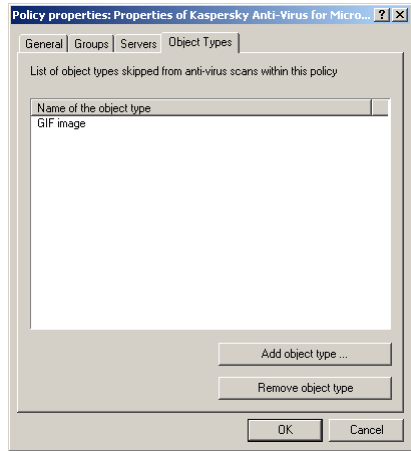 Policy properties: Properties of Kaspersky Anti-Virus for Micro...
General Groups Servers Object Types
List of object types skipped from anti-virus scans within this policy
Name of the object type
GIF image
Add object type ...
Remove object type
OK Cancel